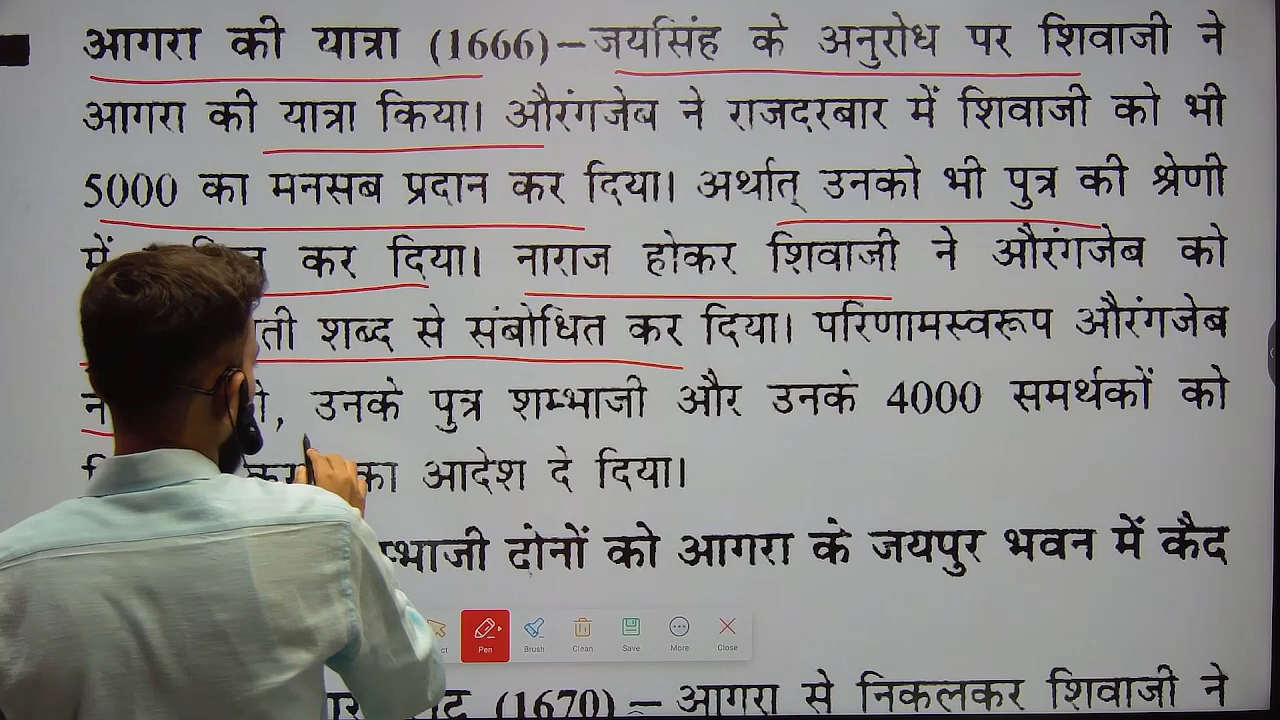 आगरा की यात्रा (1666)–जयसिंह के अनुरोध पर शिवाजी ने
आगरा की यात्रा किया। औरंगजेब ने राजदरबार में शिवाजी को भी
5000 का मनसब प्रदान कर दिया। अर्थात् उनको भी पुत्र की श्रेणी
में कर दिया। नाराज होकर शिवाजी ने औरंगजेब को
शब्द से संबोधित कर दिया। परिणामस्वरूप औरंगजेब
उनके पुत्र शम्भाजी और उनके 4000 समर्थकों को
का आदेश दे दिया।
दोनों को आगरा के जयपुर भवन में कैद
Pen Brush Clean Save More Close
(1670)– आगरा से निकलकर शिवाजी ने